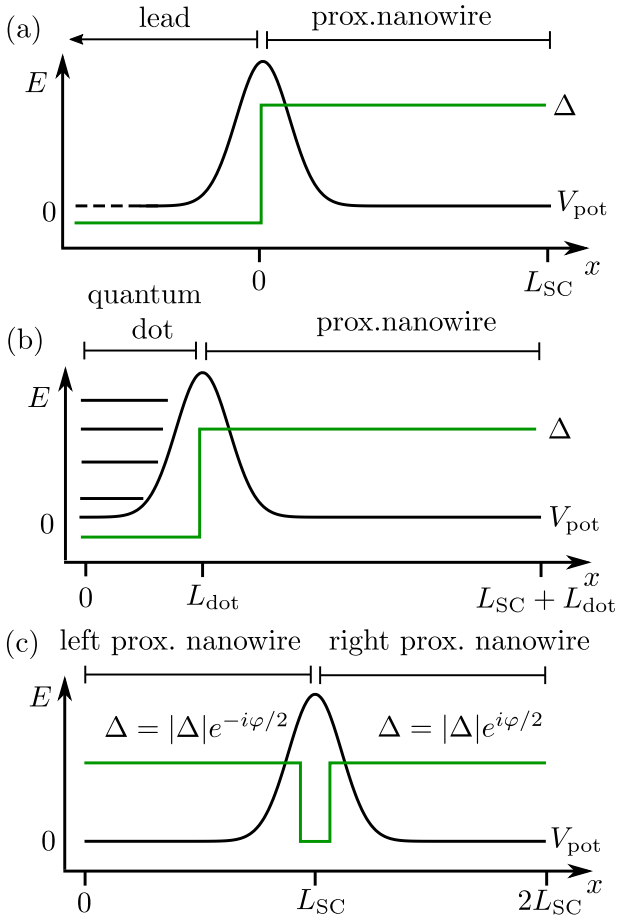 (a)
lead
prox.nanowire
E
Δ
0
V_pot
0
L_SC
x
(b)
quantum
dot
prox.nanowire
E
Δ
0
V_pot
0
L_dot
L_SC + L_dot
x
(c)
left prox. nanowire
right prox. nanowire
E
Δ = |Δ|e^{-iφ/2}
Δ = |Δ|e^{iφ/2}
0
V_pot
0
L_SC
2L_SC
x